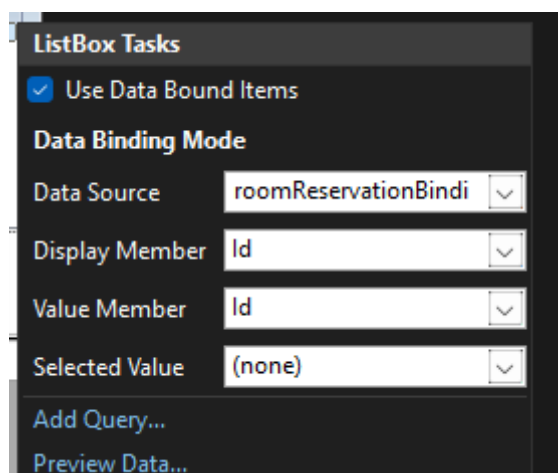 ListBox Tasks
Use Data Bound Items
Data Binding Mode
Data Source roomReservationBindi
Display Member Id
Value Member Id
Selected Value (none)
Add Query...
Preview Data...